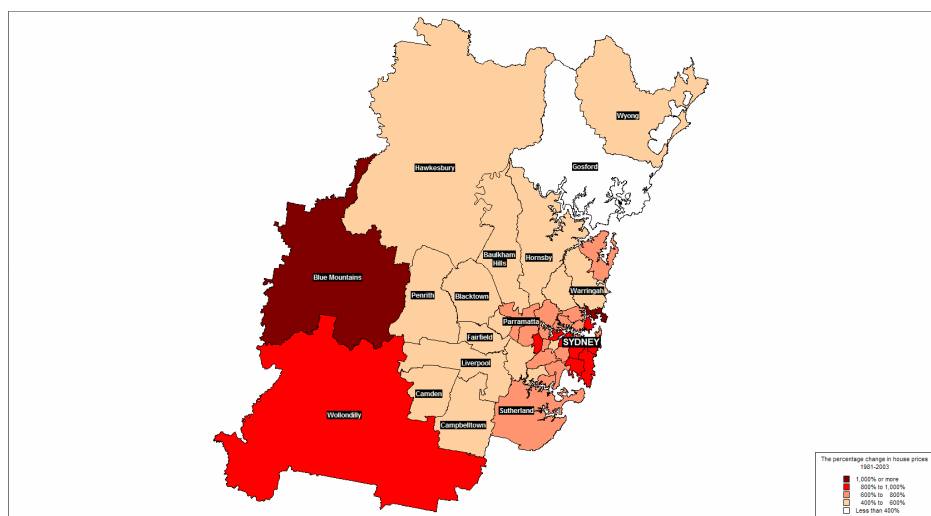 Wyong
Hawkesbury
Gosford
Baulkham
Hills
Hornsby
Blue Mountains
Penrith
Blacktown
Warringah
Parramatta
Fairfield
SYDNEY
Liverpool
Camden
Wollondilly
Sutherland
Campbelltown
The percentage change in house prices
1981-2003
1,000% or more
800% to 1,000%
600% to 800%
400% to 600%
Less than 400%